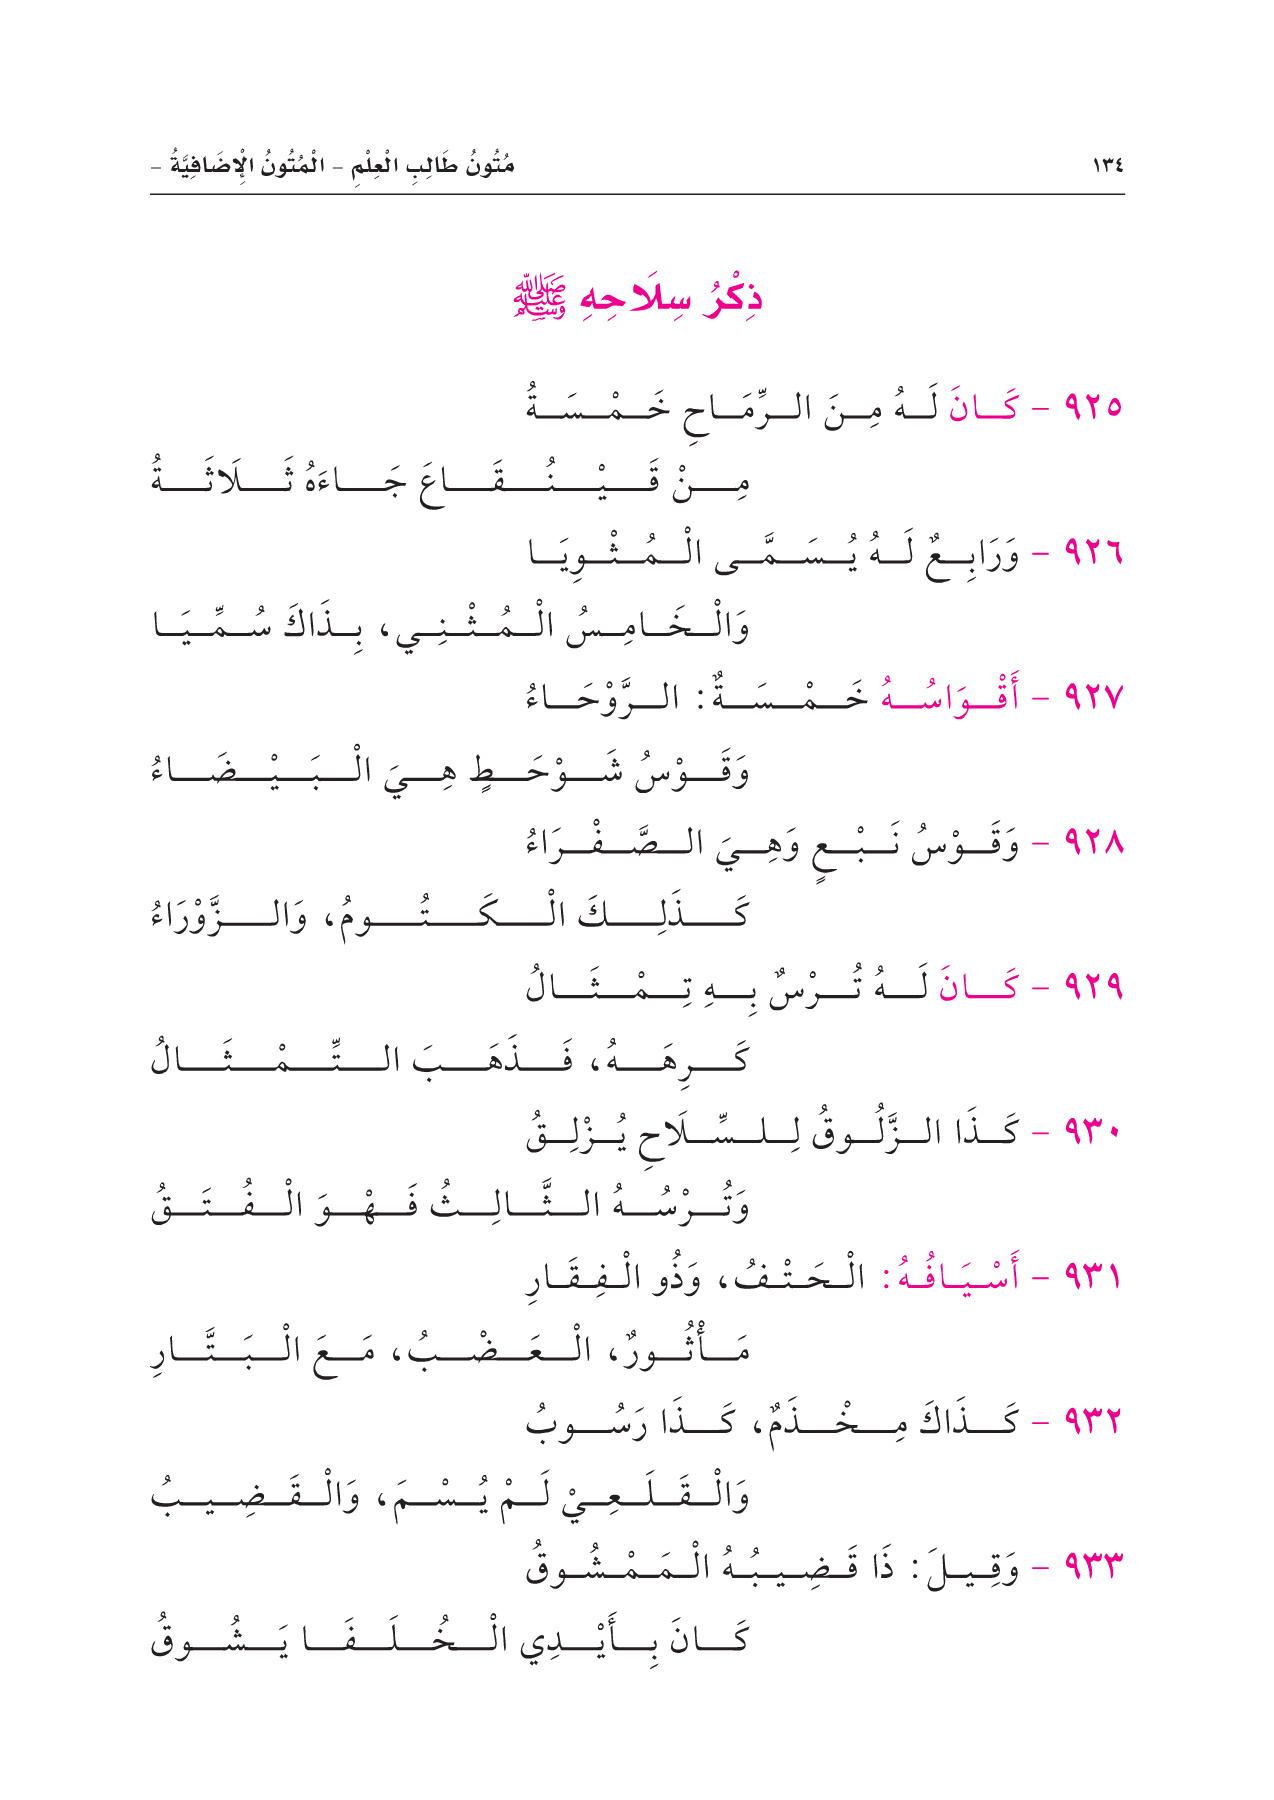 ١٣٤ مُتُونُ طَالِبِ الْعِلْمِ – الْمُتُونُ الْإِضَافِيَّةُ –
ذِكْرُ سِلَاحِهِ ﷺ
٩٢٥ – كَانَ لَهُ مِنَ الرِّمَاحِ خَمْسَةُ
مِنْ قَيْنُقَاعَ جَاءَهُ ثَلَاثَةُ
٩٢٦ – وَرَابِعٌ لَهُ يُسَمَّى الْمُثْوِيَا
وَالْخَامِسُ الْمُثْنِي، بِذَاكَ سُمِّيَا
٩٢٧ – أَقْوَاسُهُ خَمْسَةٌ: الرَّوْحَاءُ
وَقَوْسُ شَوْحَطٍ هِيَ الْبَيْضَاءُ
٩٢٨ – وَقَوْسُ نَبْعٍ وَهِيَ الصَّفْرَاءُ
كَذَلِكَ الْكَتُومُ، وَالزَّوْرَاءُ
٩٢٩ – كَانَ لَهُ تُرْسٌ بِهِ تِمْثَالُ
كَرِهَهُ، فَذَهَبَ التِّمْثَالُ
٩٣٠ – كَذَا الزَّلُوقُ لِلسِّلَاحِ يُزْلِقُ
وَتُرْسُهُ الثَّالِثُ فَهْوَ الْفُتَقُ
٩٣١ – أَسْيَافُهُ: الْحَتْفُ، وَذُو الْفِقَارِ
مَأْثُورٌ، الْعَضْبُ، مَعَ الْبَتَّارِ
٩٣٢ – كَذَاكَ مِخْذَمٌ، كَذَا رَسُوبُ
وَالْقَلَعِيْ لَمْ يُسْمَ، وَالْقَضِيبُ
٩٣٣ – وَقِيلَ: ذَا قَضِيبُهُ الْمَمْشُوقُ
كَانَ بِأَيْدِي الْخُلَفَا يَشُوقُ